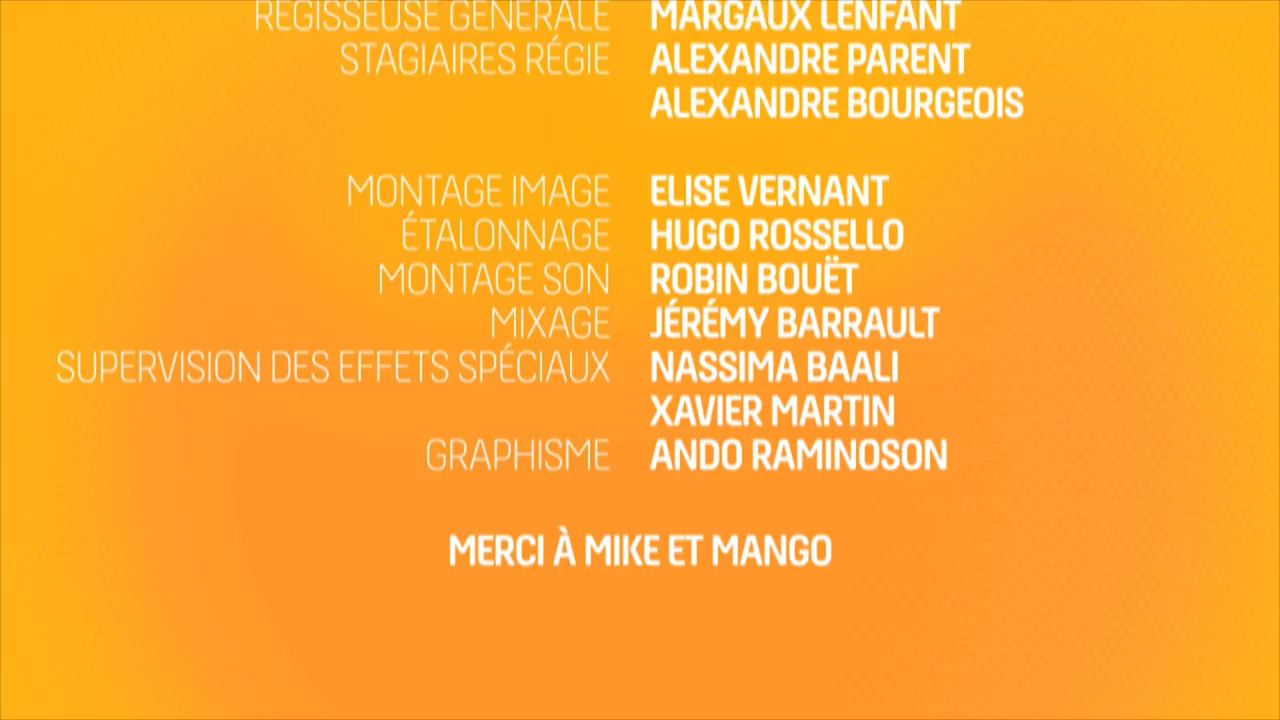 RÉGISSEUSE GÉNÉRALE MARGAUX LENFANT
STAGIAIRES RÉGIE ALEXANDRE PARENT
ALEXANDRE BOURGEOIS
MONTAGE IMAGE ELISE VERNANT
ÉTALONNAGE HUGO ROSSELLO
MONTAGE SON ROBIN BOUËT
MIXAGE JÉRÉMY BARRAULT
SUPERVISION DES EFFETS SPÉCIAUX NASSIMA BAALI
XAVIER MARTIN
GRAPHISME ANDO RAMINOSON
MERCI À MIKE ET MANGO